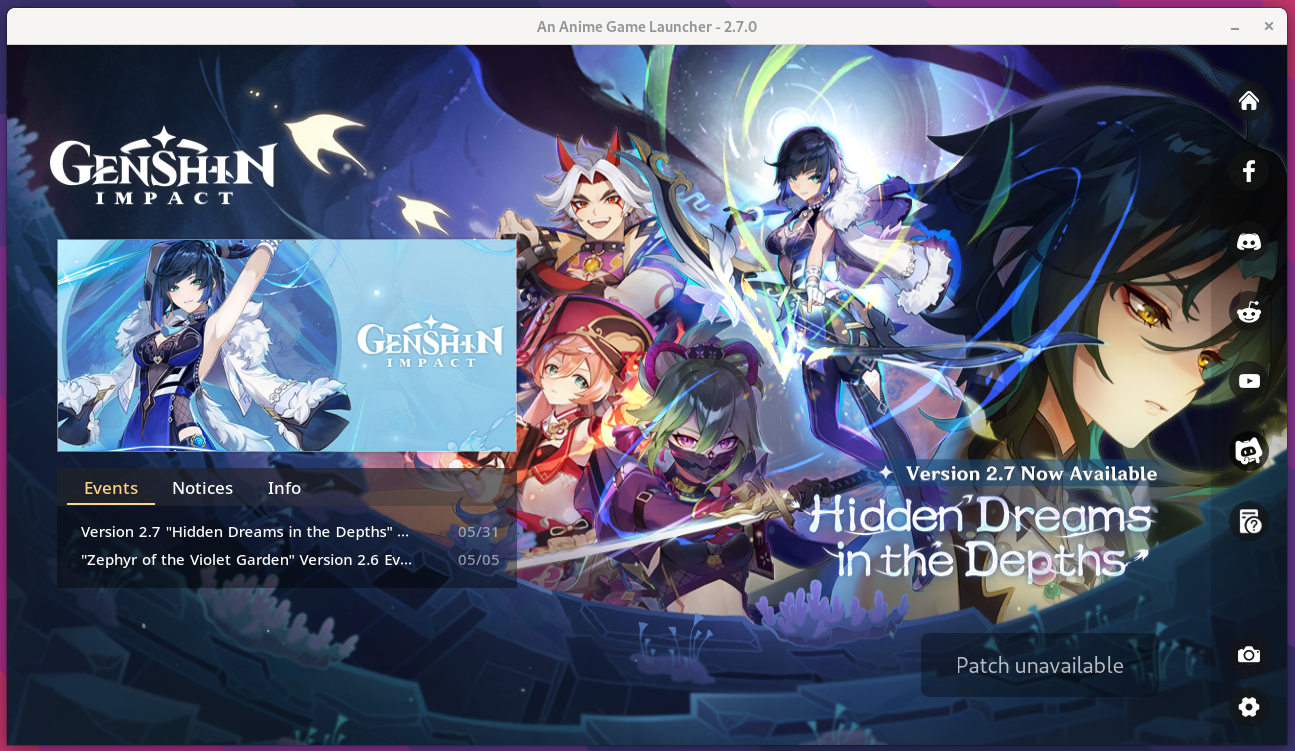 An Anime Game Launcher - 2.7.0
GENSHIN
IMPACT
GENSHIN
IMPACT
Events Notices Info
Version 2.7 "Hidden Dreams in the Depths" ... 05/31
"Zephyr of the Violet Garden" Version 2.6 Ev... 05/05
Version 2.7 Now Available
Hidden Dreams
in the Depths
Patch unavailable